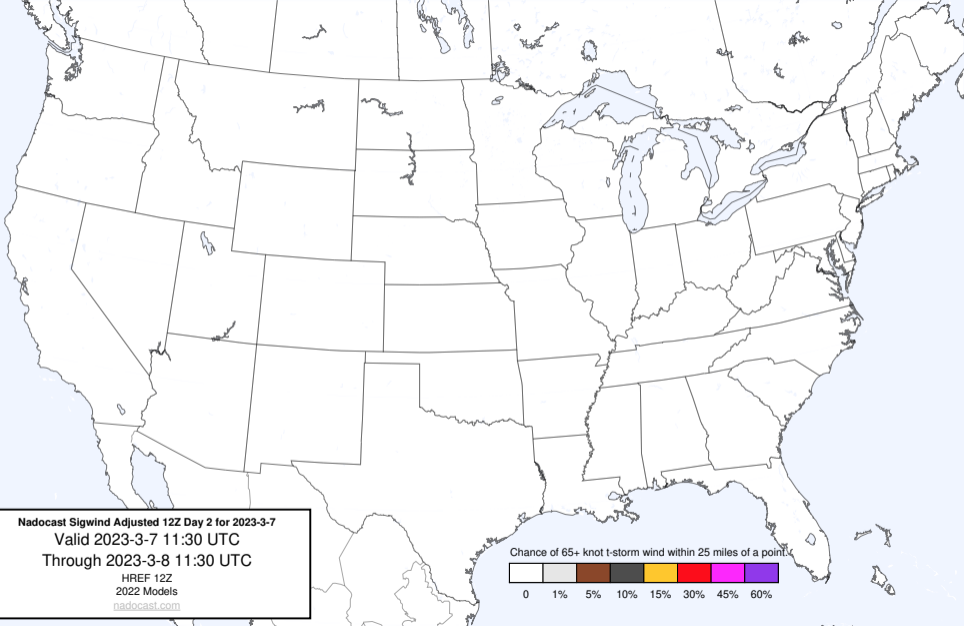 Nadocast Sigwind Adjusted 12Z Day 2 for 2023-3-7
Valid 2023-3-7 11:30 UTC
Through 2023-3-8 11:30 UTC
HREF 12Z
2022 Models
nadocast.com
Chance of 65+ knot t-storm wind within 25 miles of a point.
0 1% 5% 10% 15% 30% 45% 60%